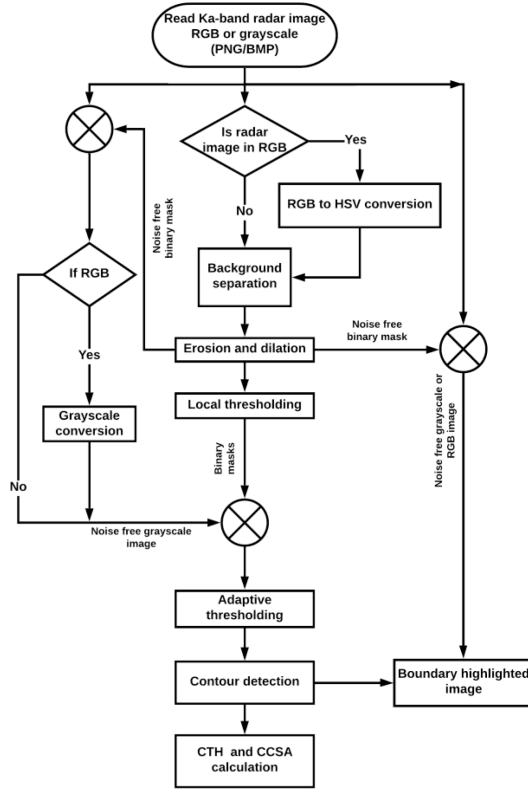 Read Ka-band radar image
RGB or grayscale
(PNG/BMP)
Is radar
image in RGB
Yes
RGB to HSV conversion
No
Noise free
binary mask
If RGB
Background
separation
Noise free
binary mask
Erosion and dilation
Yes
Local thresholding
Grayscale
conversion
Binary
masks
Noise free grayscale or
RGB image
No
Noise free grayscale
image
Adaptive
thresholding
Contour detection
Boundary highlighted
image
CTH and CCSA
calculation